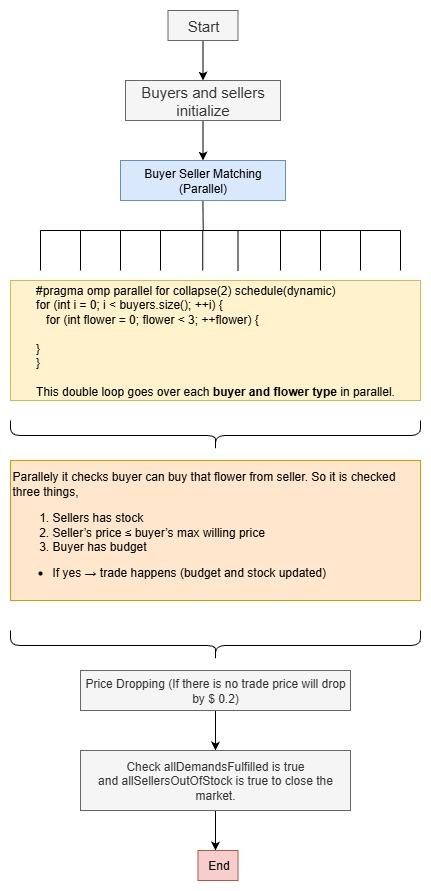 Start
Buyers and sellers
initialize
Buyer Seller Matching
(Parallel)
#pragma omp parallel for collapse(2) schedule(dynamic)
for (int i = 0; i < buyers.size(); ++i) {
for (int flower = 0; flower < 3; ++flower) {
}
}
This double loop goes over each buyer and flower type in parallel.
Parallely it checks buyer can buy that flower from seller. So it is checked
three things,
1. Sellers has stock
2. Seller's price ≤ buyer's max willing price
3. Buyer has budget
• If yes → trade happens (budget and stock updated)
Price Dropping (If there is no trade price will drop
by $ 0.2)
Check allDemandsFulfilled is true
and allSellersOutOfStock is true to close the
market.
End